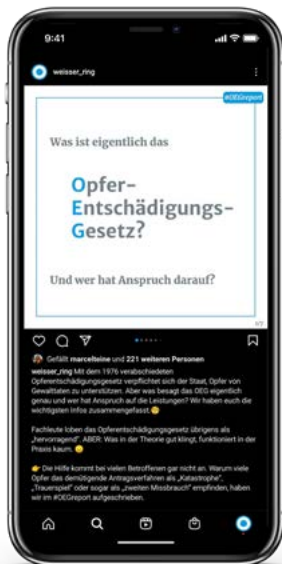 9:41
weisser_ring
#OEGreport
Was ist eigentlich das
Opfer-
Entschädigungs-
Gesetz?
Und wer hat Anspruch darauf?
1/7
Gefällt marcelteine und 221 weiteren Personen
weisser_ring Mit dem 1976 verabschiedeten
Opferentschädigungsgesetz verpflichtet sich der Staat, Opfer von
Gewalttaten zu unterstützen. Aber was besagt das OEG eigentlich
genau und wer hat Anspruch auf die Leistungen? Wir haben euch die
wichtigsten Infos zusammengefasst.
Fachleute loben das Opferentschädigungsgesetz übrigens als
„hervorragend". ABER: Was in der Theorie gut klingt, funktioniert in der
Praxis kaum.
Die Hilfe kommt bei vielen Betroffenen gar nicht an. Warum viele
Opfer das demütigende Antragsverfahren als „Katastrophe",
„Trauerspiel" oder sogar als „zweiten Missbrauch" empfinden, haben
wir im #OEGreport aufgeschrieben.